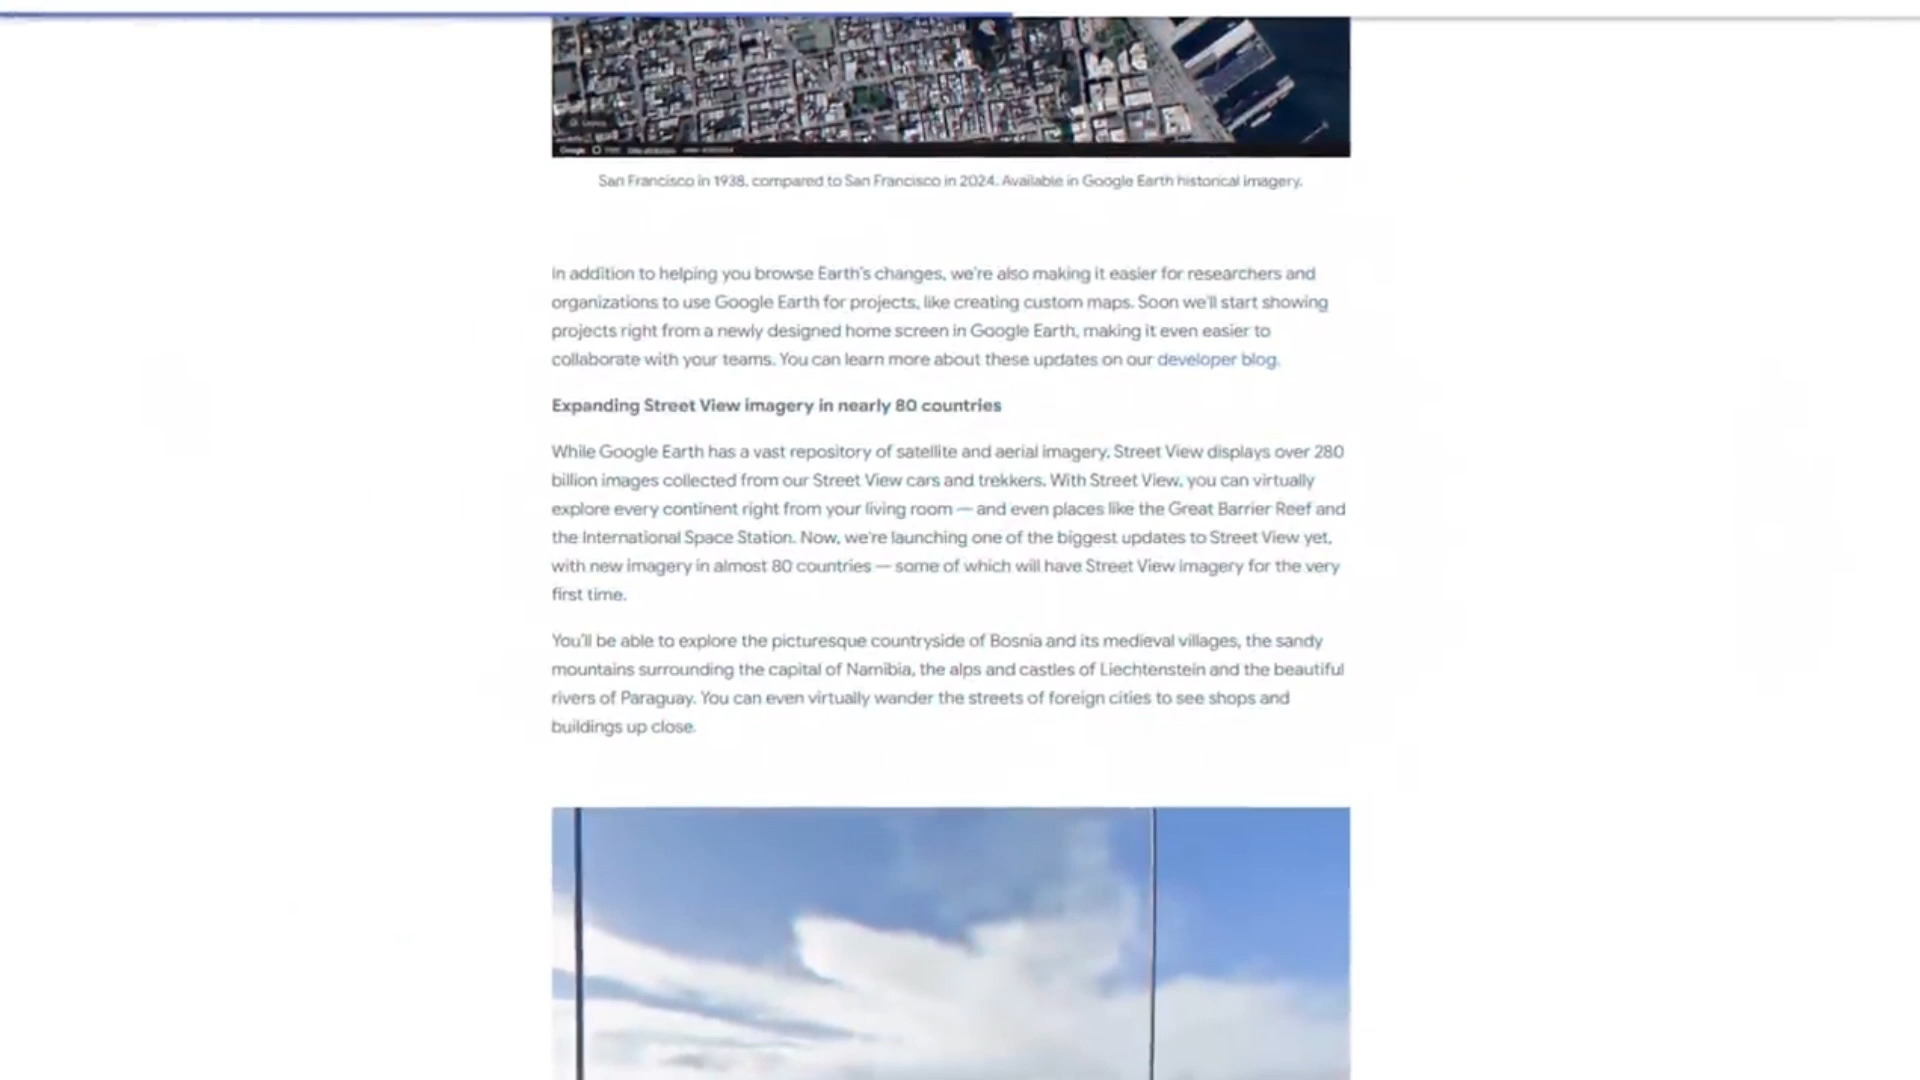 Google
San Francisco in 1938, compared to San Francisco in 2024. Available in Google Earth historical imagery.
In addition to helping you browse Earth's changes, we're also making it easier for researchers and
organizations to use Google Earth for projects, like creating custom maps. Soon we'll start showing
projects right from a newly designed home screen in Google Earth, making it even easier to
collaborate with your teams. You can learn more about these updates on our developer blog.
Expanding Street View imagery in nearly 80 countries
While Google Earth has a vast repository of satellite and aerial imagery, Street View displays over 280
billion images collected from our Street View cars and trekkers. With Street View, you can virtually
explore every continent right from your living room — and even places like the Great Barrier Reef and
the International Space Station. Now, we're launching one of the biggest updates to Street View yet,
with new imagery in almost 80 countries — some of which will have Street View imagery for the very
first time.
You'll be able to explore the picturesque countryside of Bosnia and its medieval villages, the sandy
mountains surrounding the capital of Namibia, the alps and castles of Liechtenstein and the beautiful
rivers of Paraguay. You can even virtually wander the streets of foreign cities to see shops and
buildings up close.